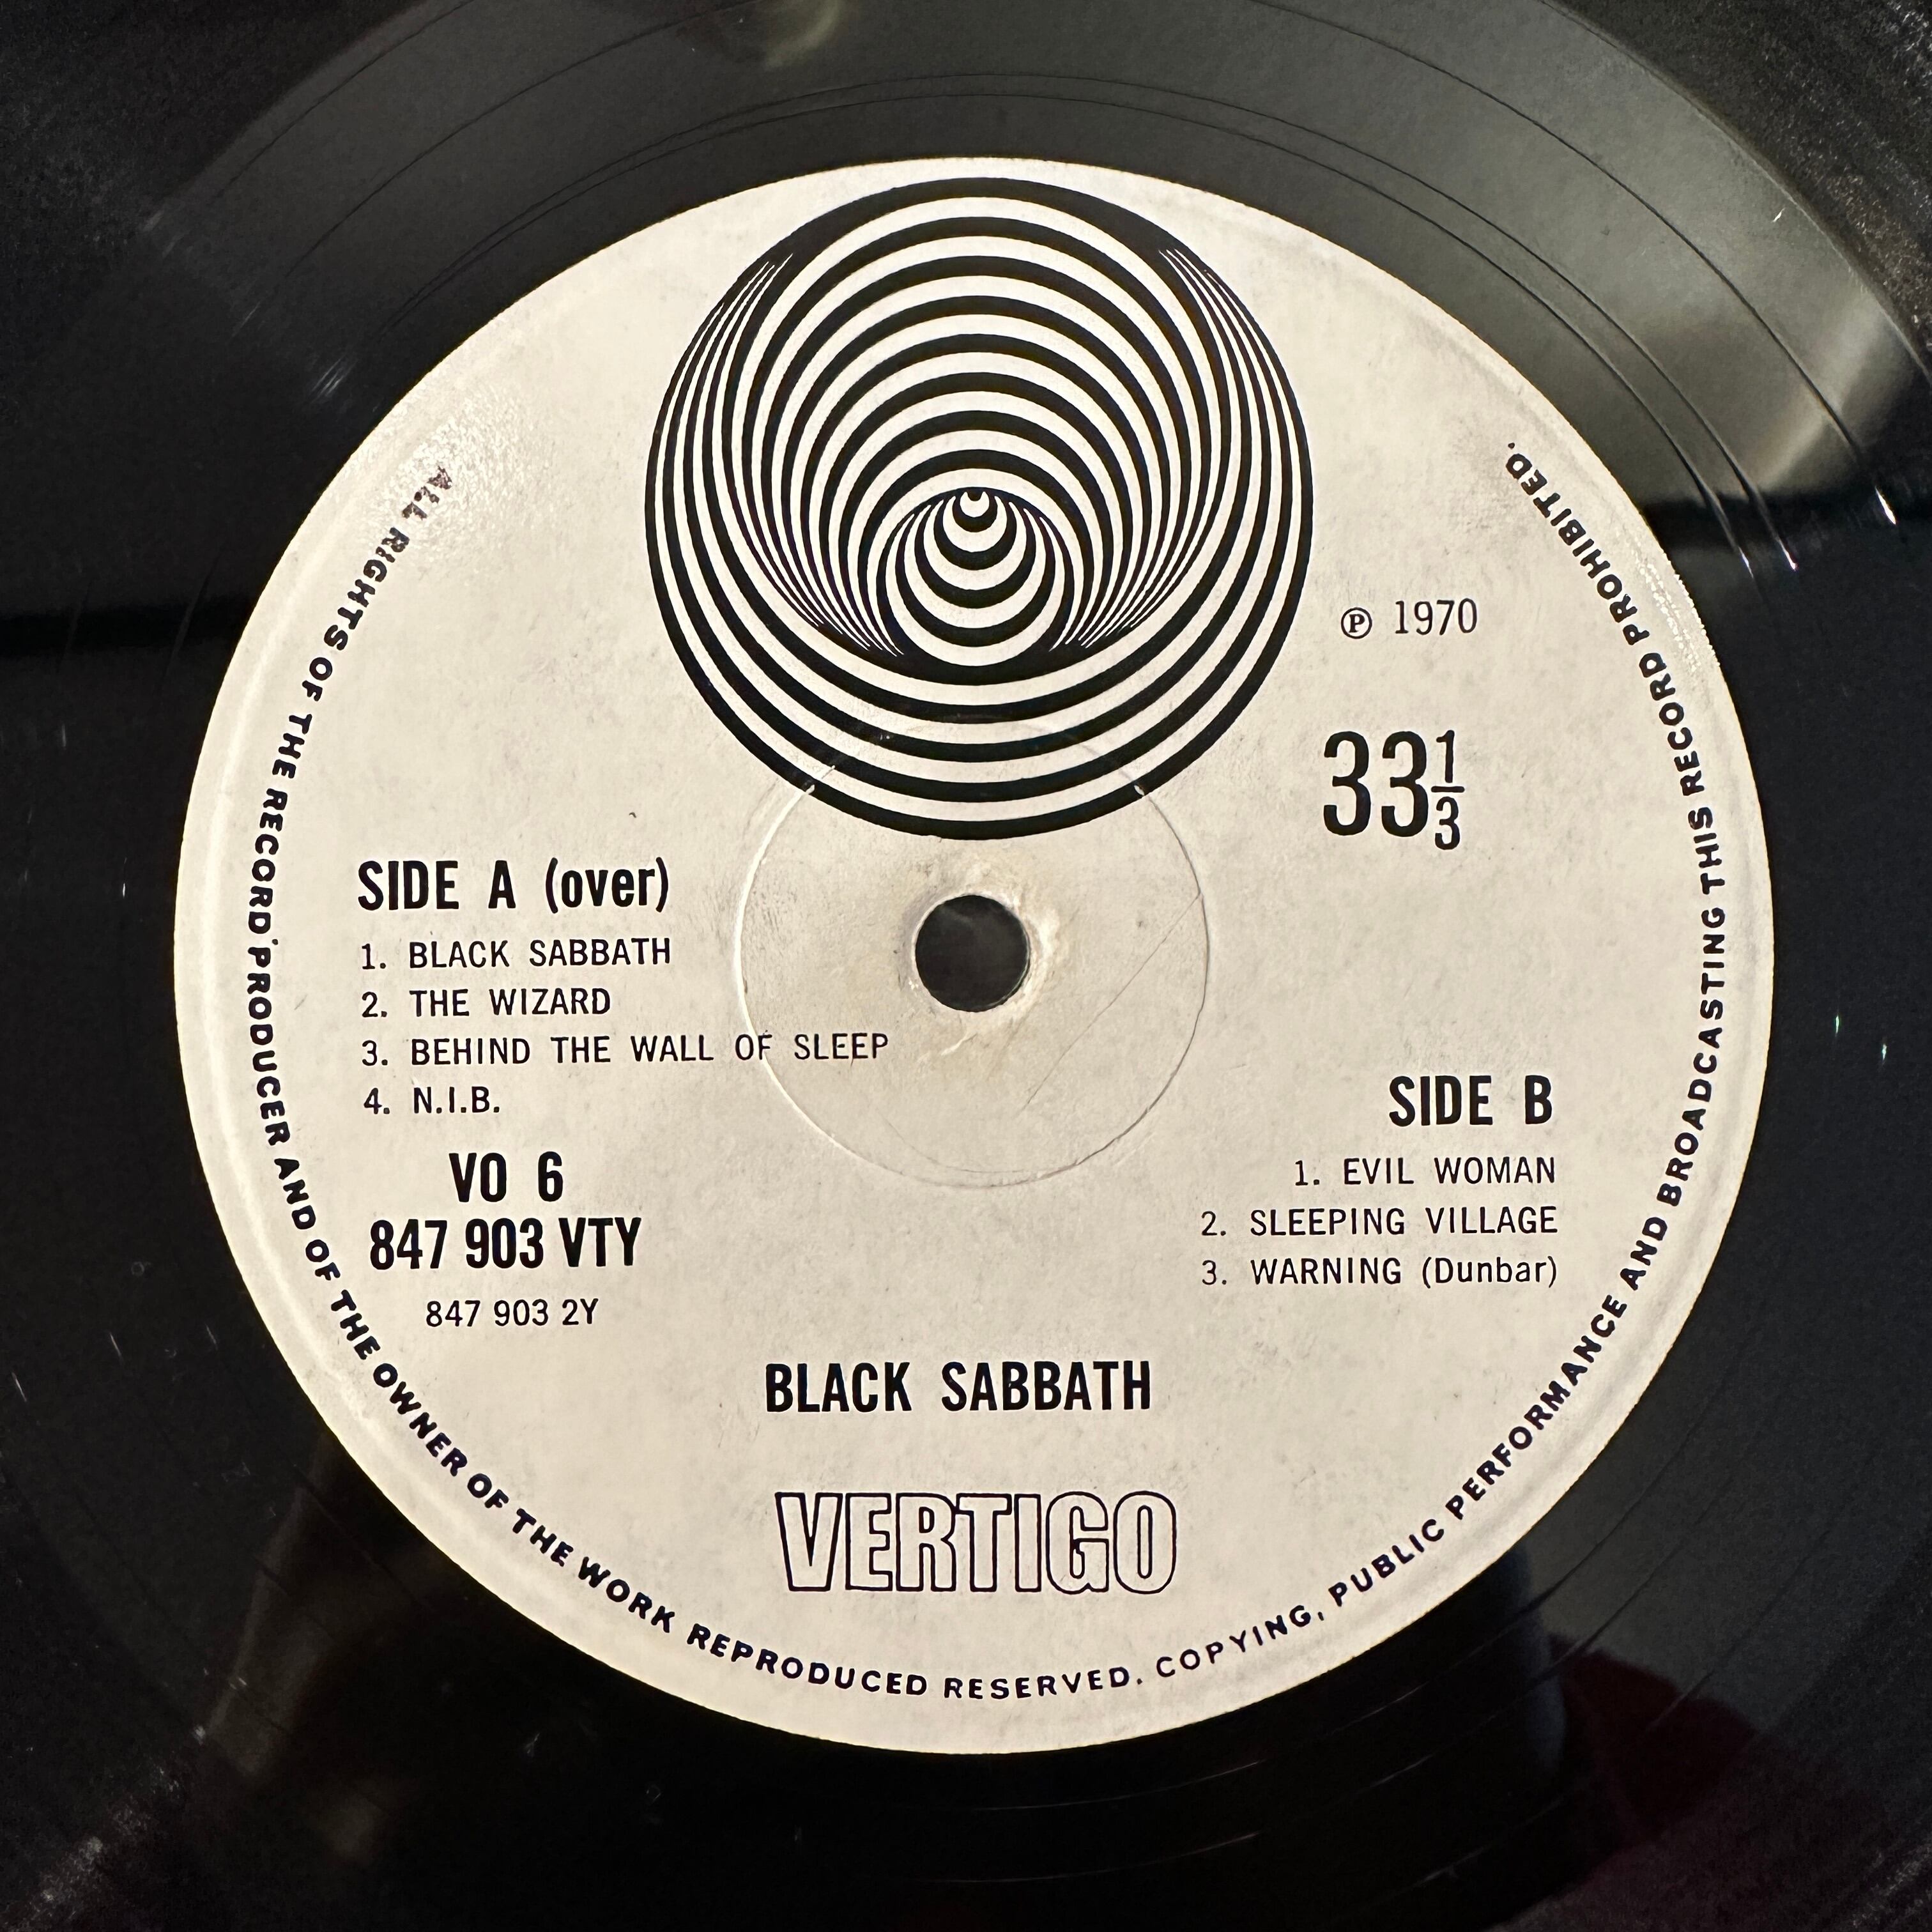 ℗ 1970
33 1/3
SIDE A (over)
1. BLACK SABBATH
2. THE WIZARD
3. BEHIND THE WALL OF SLEEP
4. N.I.B.
VO 6
847 903 VTY
847 903 2Y
SIDE B
1. EVIL WOMAN
2. SLEEPING VILLAGE
3. WARNING (Dunbar)
BLACK SABBATH
VERTIGO
ALL RIGHTS OF THE RECORD PRODUCER AND OF THE OWNER OF THE WORK REPRODUCED RESERVED. COPYING, PUBLIC PERFORMANCE AND BROADCASTING THIS RECORD PROHIBITED.